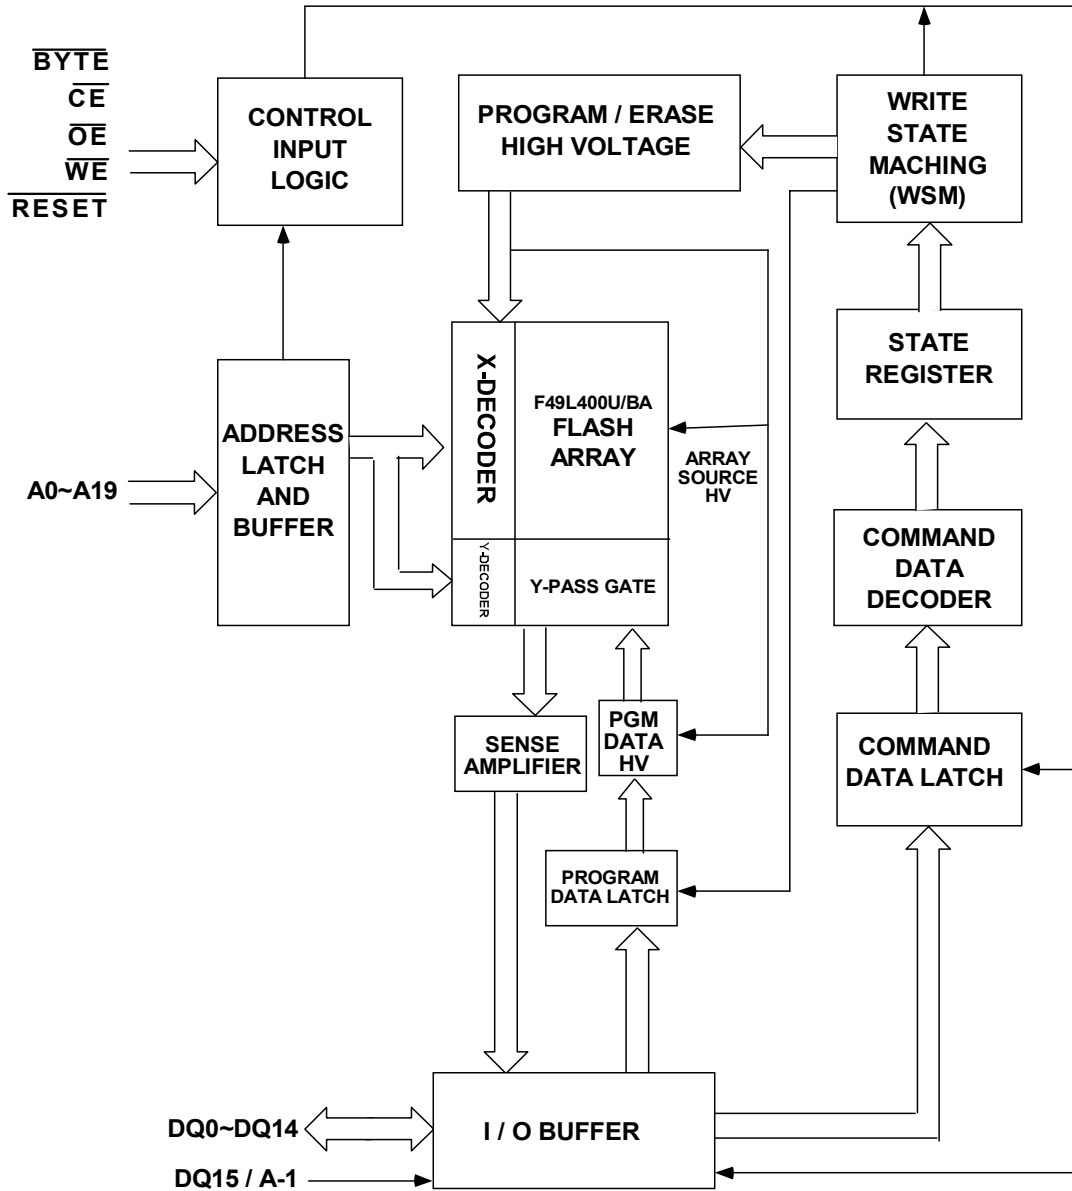 BYTE
CE
OE
WE
RESET
CONTROL
INPUT
LOGIC
PROGRAM / ERASE
HIGH VOLTAGE
WRITE
STATE
MACHING
(WSM)
STATE
REGISTER
ADDRESS
LATCH
AND
BUFFER
A0~A19
X-DECODER
F49L400U/BA
FLASH
ARRAY
ARRAY
SOURCE
HV
Y-DECODER
Y-PASS GATE
COMMAND
DATA
DECODER
SENSE
AMPLIFIER
PGM
DATA
HV
COMMAND
DATA LATCH
PROGRAM
DATA LATCH
I / O BUFFER
DQ0~DQ14
DQ15 / A-1